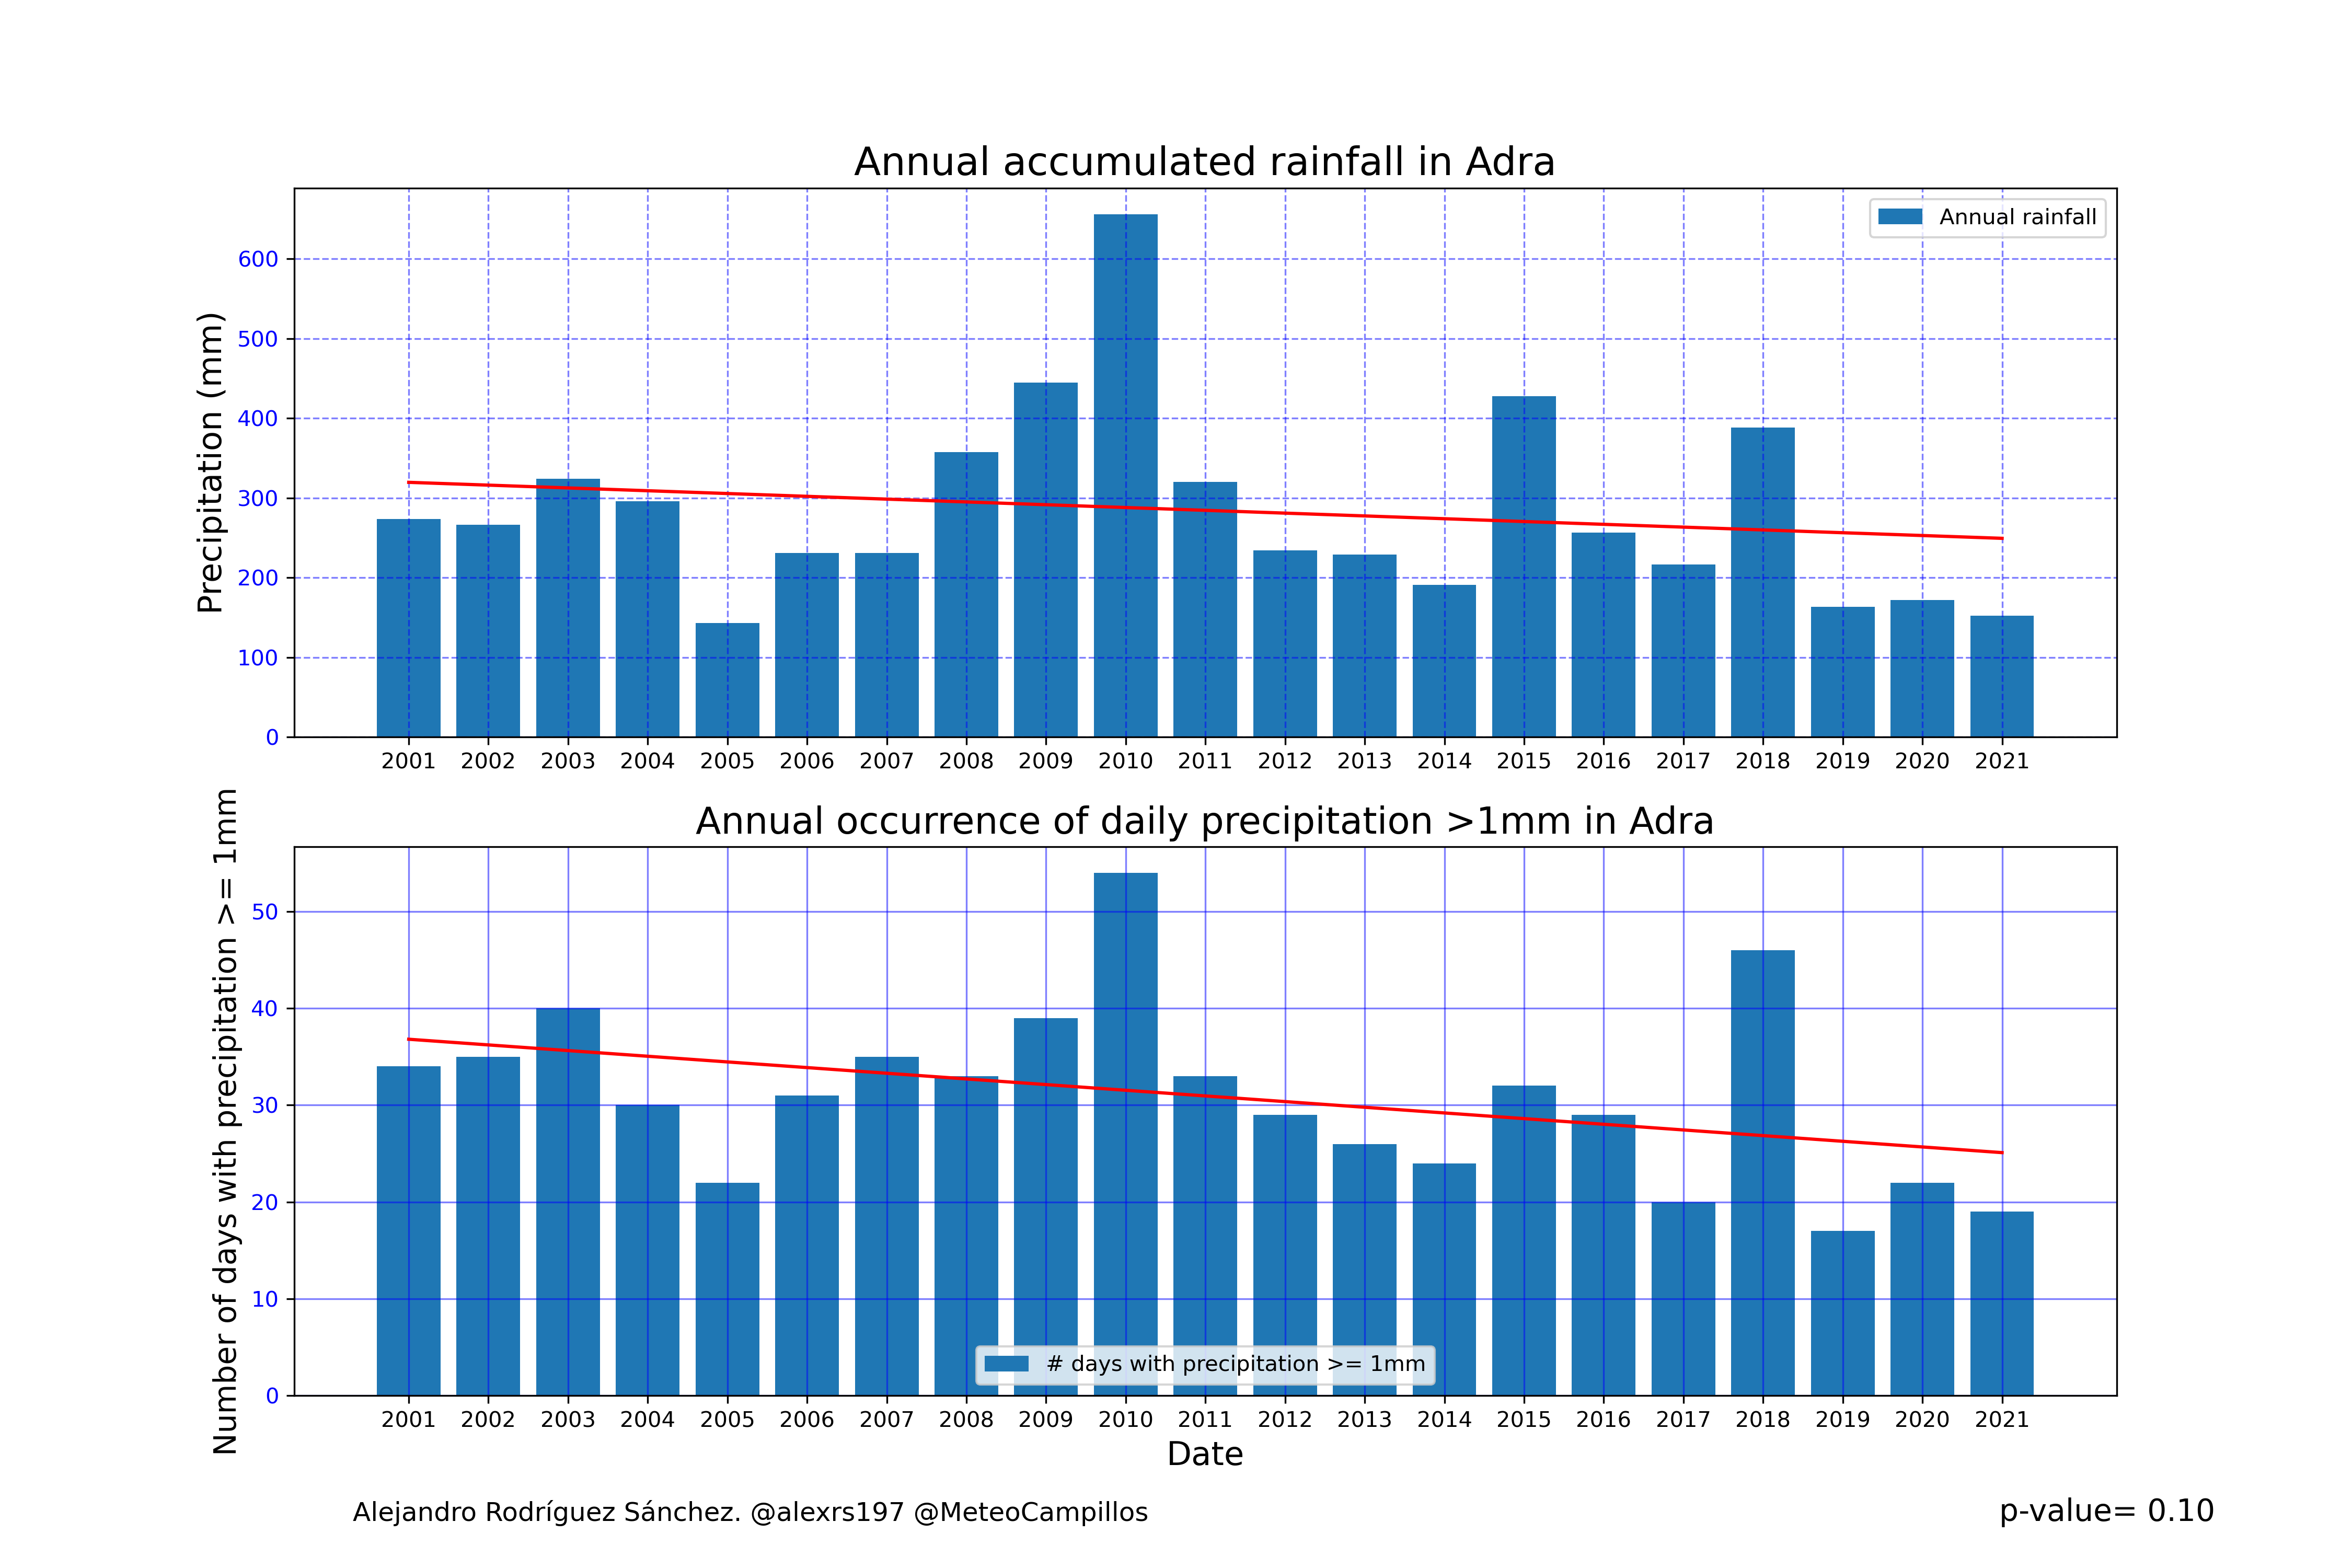 Annual accumulated rainfall in Adra
Precipitation (mm)
600
500
400
300
200
100
0
Annual rainfall
2001 2002 2003 2004 2005 2006 2007 2008 2009 2010 2011 2012 2013 2014 2015 2016 2017 2018 2019 2020 2021
Annual occurrence of daily precipitation >1mm in Adra
Number of days with precipitation >= 1mm
50
40
30
20
10
0
# days with precipitation >= 1mm
2001 2002 2003 2004 2005 2006 2007 2008 2009 2010 2011 2012 2013 2014 2015 2016 2017 2018 2019 2020 2021
Date
Alejandro Rodríguez Sánchez. @alexrs197 @MeteoCampillos
p-value= 0.10